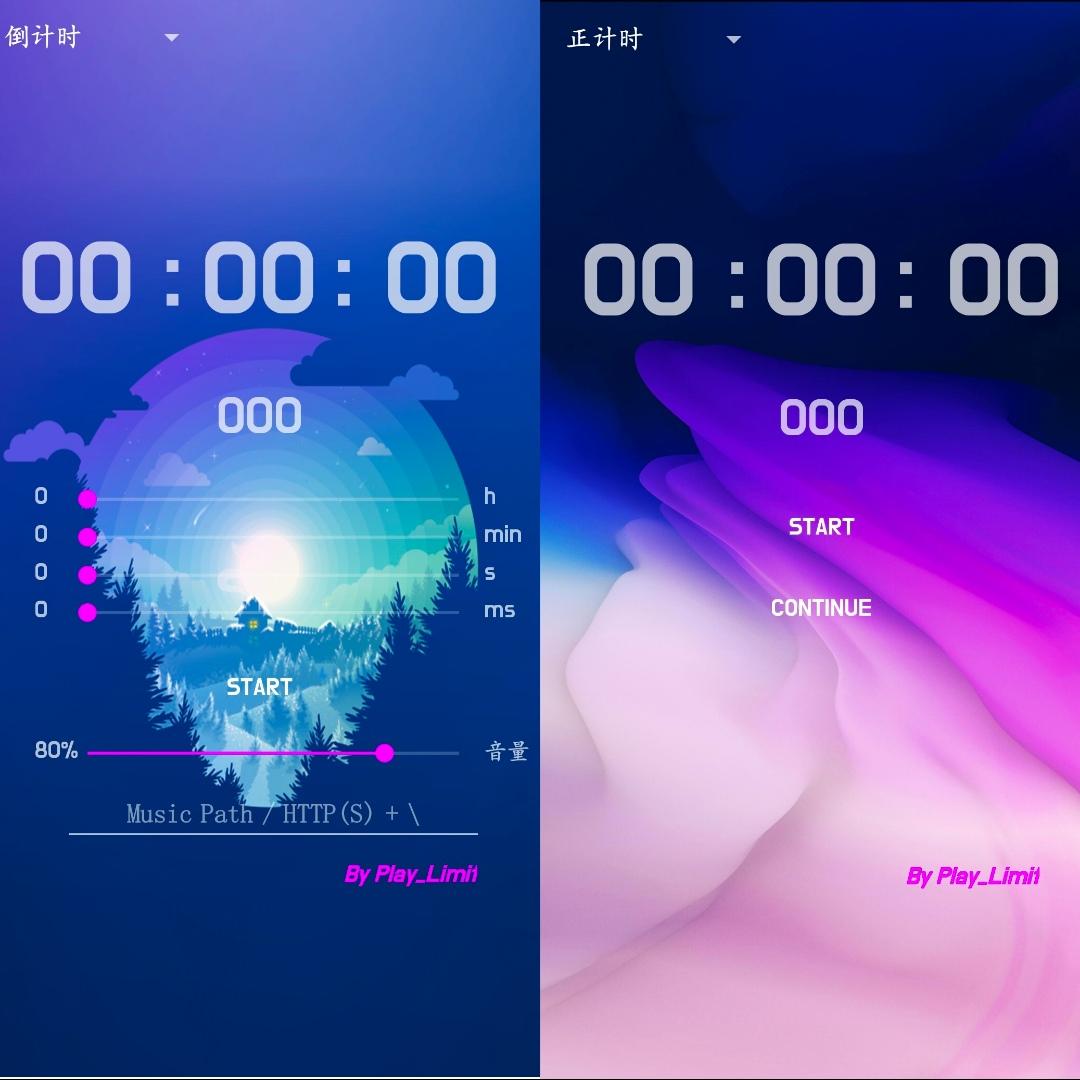 倒计时
00 : 00 : 00
000
0 h
0 min
0 s
0 ms
START
80% 音量
Music Path / HTTP(S) + \
By Play_Limit
正计时
00 : 00 : 00
000
START
CONTINUE
By Play_Limit